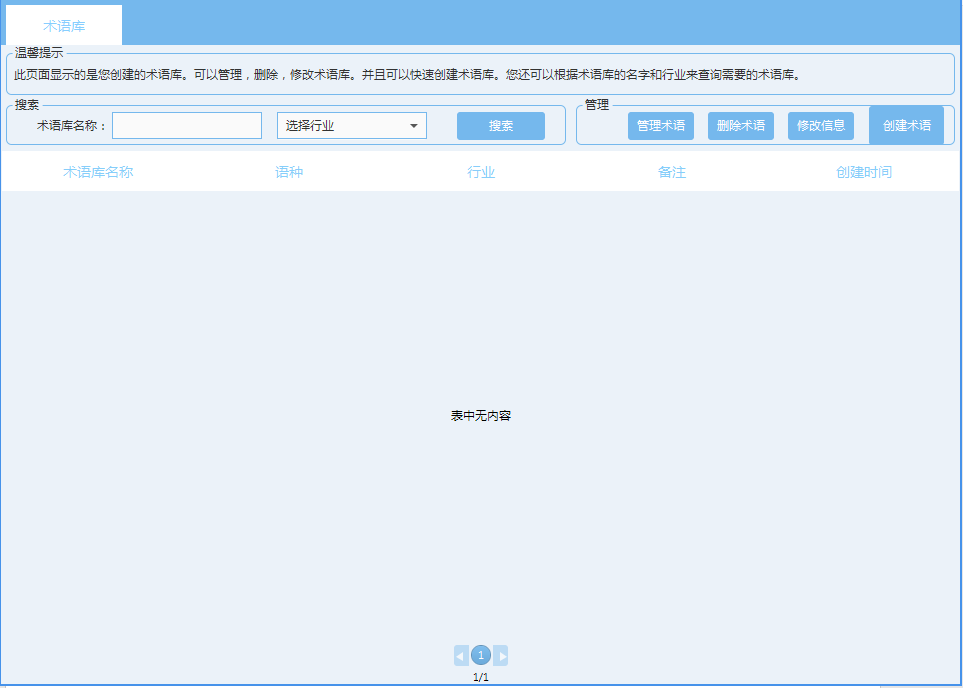 术语库
温馨提示
此页面显示的是您创建的术语库。可以管理，删除，修改术语库。并且可以快速创建术语库。您还可以根据术语库的名字和行业来查询需要的术语库。
搜索
术语库名称： 选择行业 搜索
管理
管理术语 删除术语 修改信息 创建术语
术语库名称 语种 行业 备注 创建时间
表中无内容
1
1/1